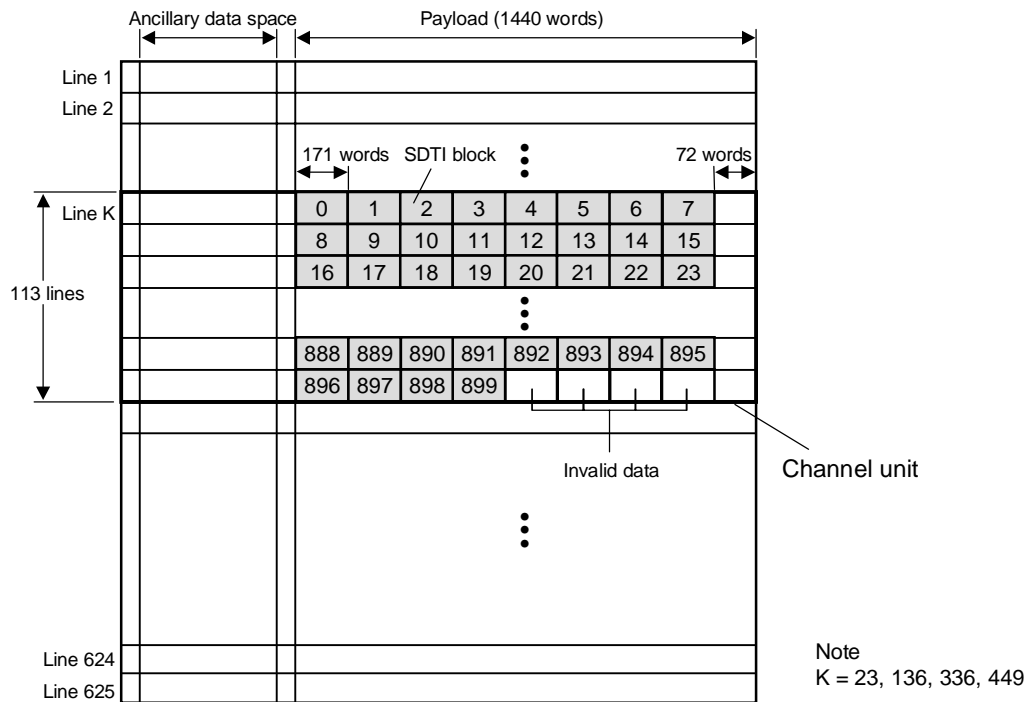 Ancillary data space Payload (1440 words)
Line 1
Line 2
171 words SDTI block 72 words
Line K 0 1 2 3 4 5 6 7
8 9 10 11 12 13 14 15
16 17 18 19 20 21 22 23
113 lines
888 889 890 891 892 893 894 895
896 897 898 899
Invalid data
Channel unit
Line 624
Line 625
Note
K = 23, 136, 336, 449